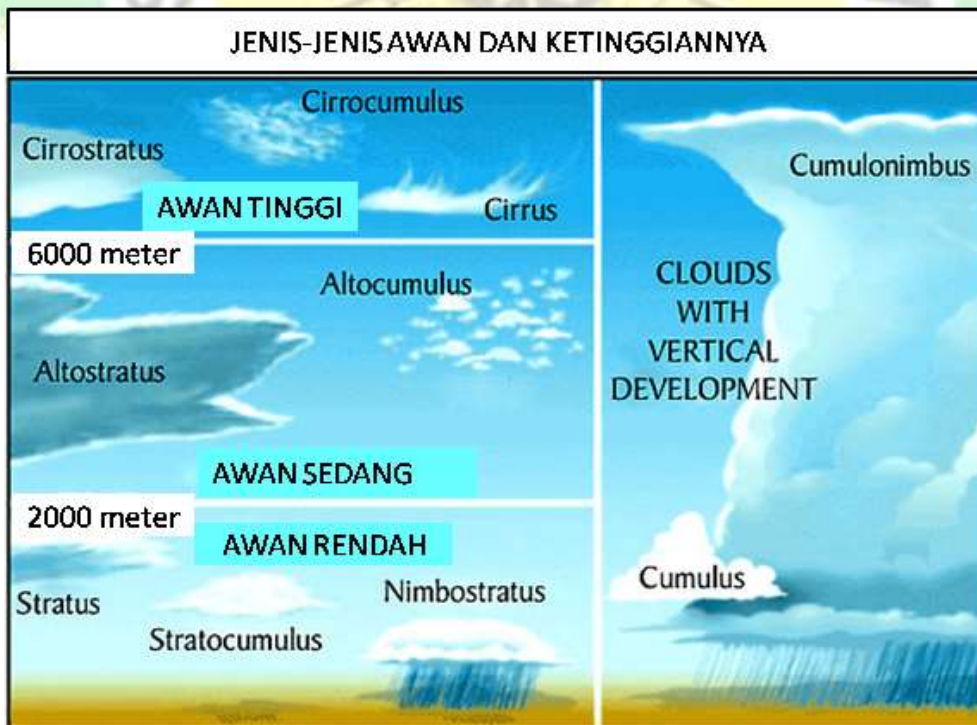 JENIS-JENIS AWAN DAN KETINGGIANNYA
Cirrocumulus
Cirrostratus
AWAN TINGGI
Cirrus
6000 meter
Altocumulus
Altostratus
AWAN SEDANG
2000 meter
AWAN RENDAH
Stratus
Nimbostratus
Stratocumulus
Cumulonimbus
CLOUDS
WITH
VERTICAL
DEVELOPMENT
Cumulus